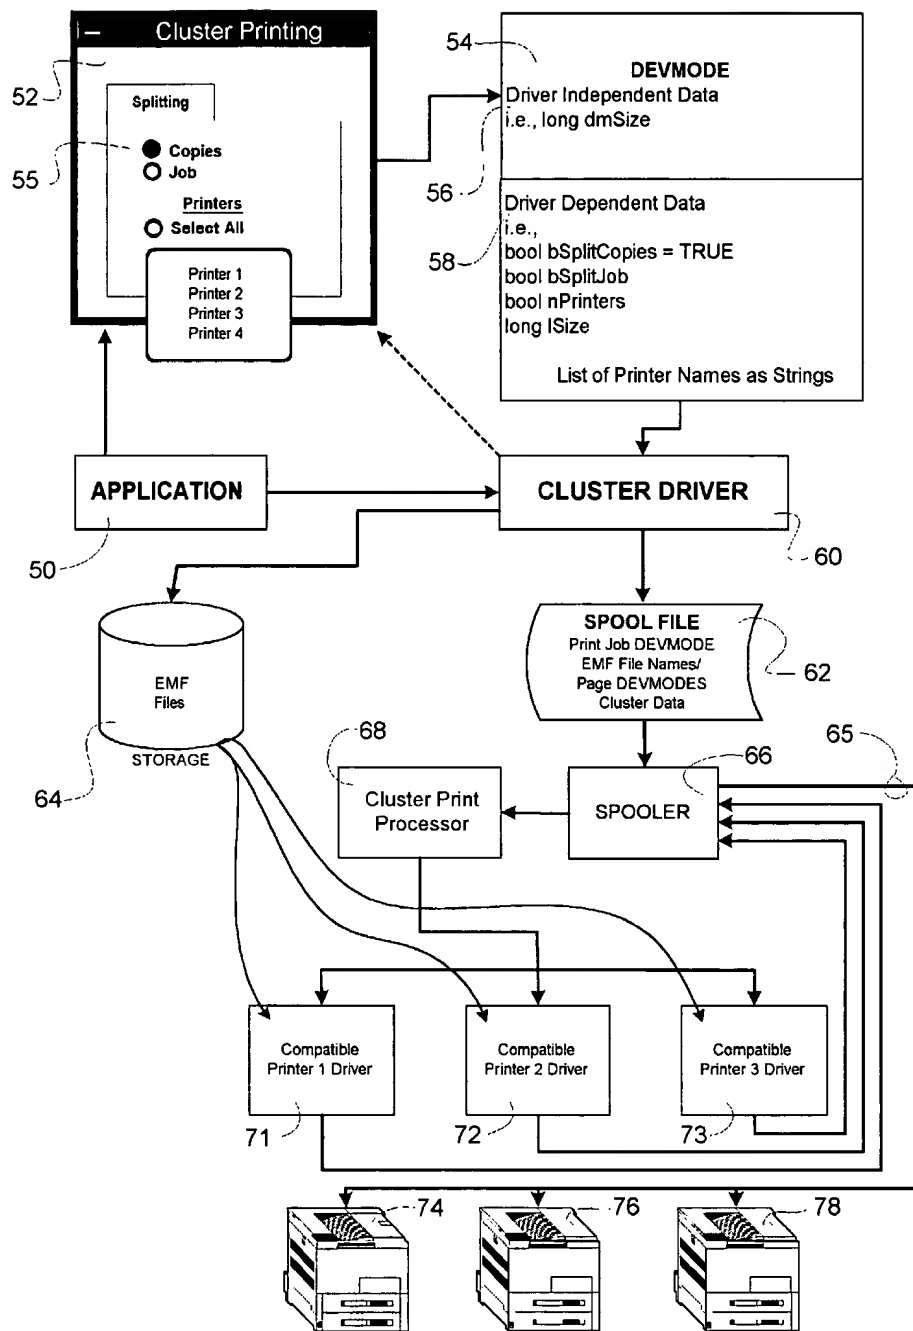 Cluster Printing
52
Splitting
55
Copies
Job
Printers
Select All
Printer 1
Printer 2
Printer 3
Printer 4
54
DEVMODE
Driver Independent Data
i.e., long dmSize
56
Driver Dependent Data
i.e.,
58
bool bSplitCopies = TRUE
bool bSplitJob
bool nPrinters
long lSize
List of Printer Names as Strings
APPLICATION
50
CLUSTER DRIVER
60
SPOOL FILE
Print Job DEVMODE
EMF File Names/
Page DEVMODES
Cluster Data
62
EMF
Files
STORAGE
64
68
Cluster Print
Processor
66
SPOOLER
65
Compatible
Printer 1 Driver
71
Compatible
Printer 2 Driver
72
Compatible
Printer 3 Driver
73
74
76
78